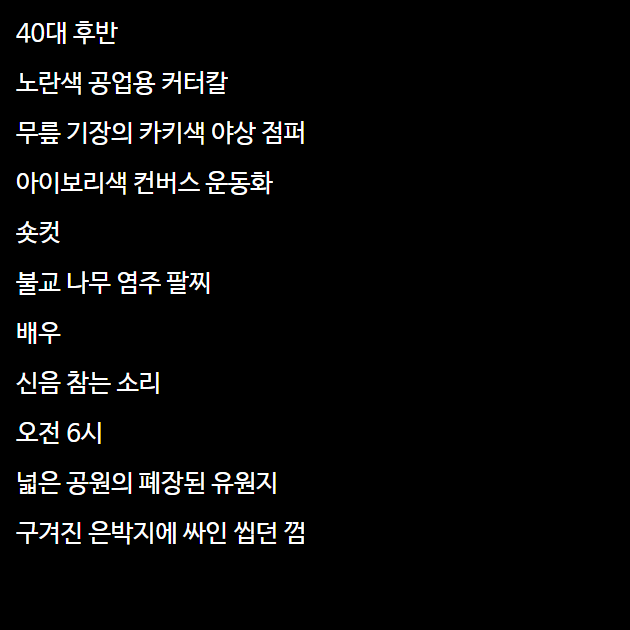 40대 후반
노란색 공업용 커터칼
무릎 기장의 카키색 야상 점퍼
아이보리색 컨버스 운동화
숏컷
불교 나무 염주 팔찌
배우
신음 참는 소리
오전 6시
넓은 공원의 폐장된 유원지
구겨진 은박지에 싸인 씹던 껌